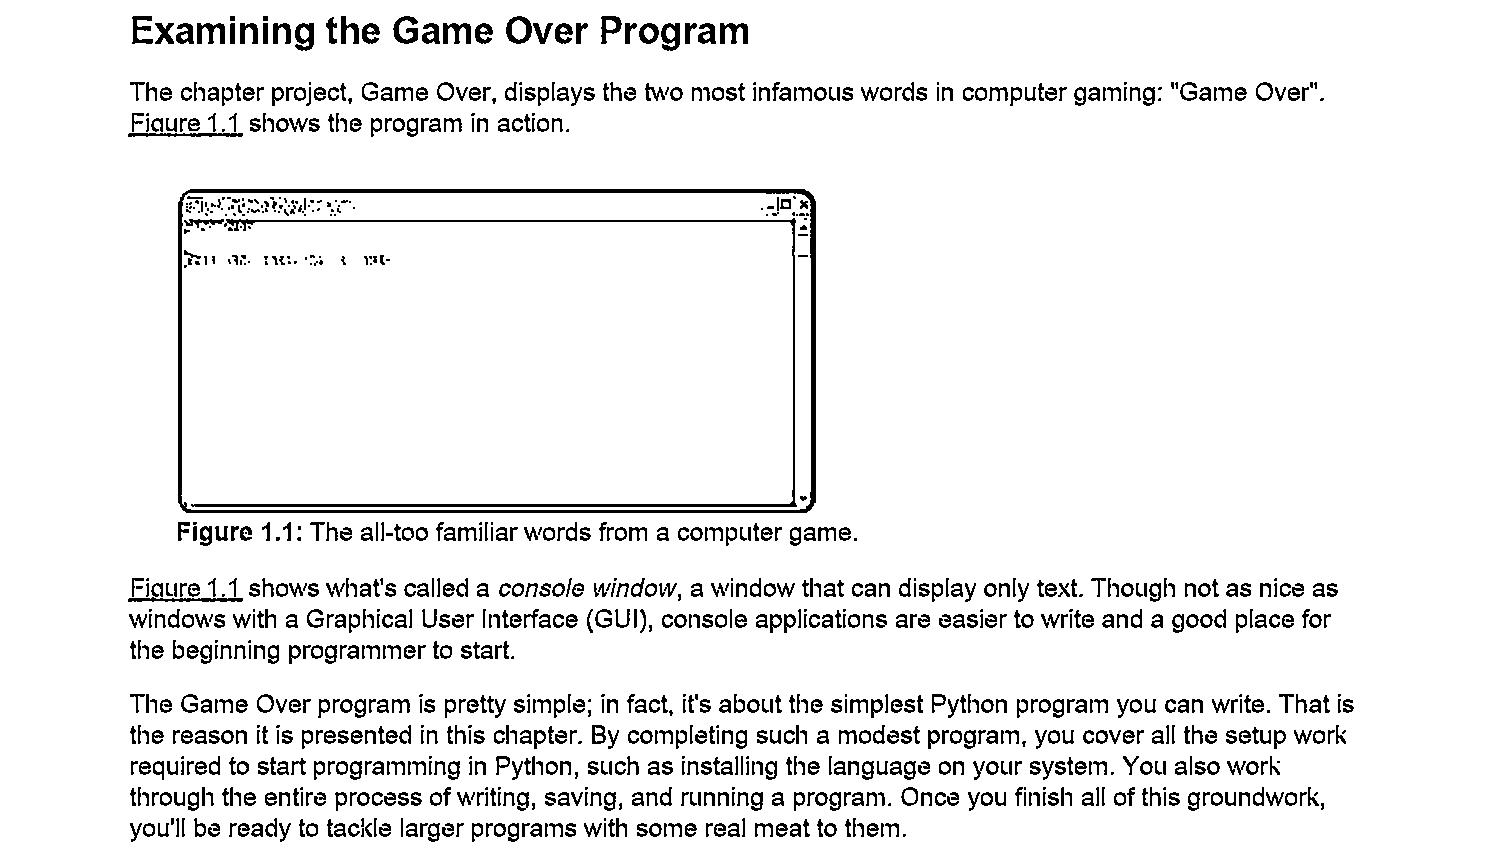 Examining the Game Over Program
The chapter project, Game Over, displays the two most infamous words in computer gaming: "Game Over".
Figure 1.1 shows the program in action.
Figure 1.1: The all-too familiar words from a computer game.
Figure 1.1 shows what's called a console window, a window that can display only text. Though not as nice as
windows with a Graphical User Interface (GUI), console applications are easier to write and a good place for
the beginning programmer to start.
The Game Over program is pretty simple; in fact, it's about the simplest Python program you can write. That is
the reason it is presented in this chapter. By completing such a modest program, you cover all the setup work
required to start programming in Python, such as installing the language on your system. You also work
through the entire process of writing, saving, and running a program. Once you finish all of this groundwork,
you'll be ready to tackle larger programs with some real meat to them.